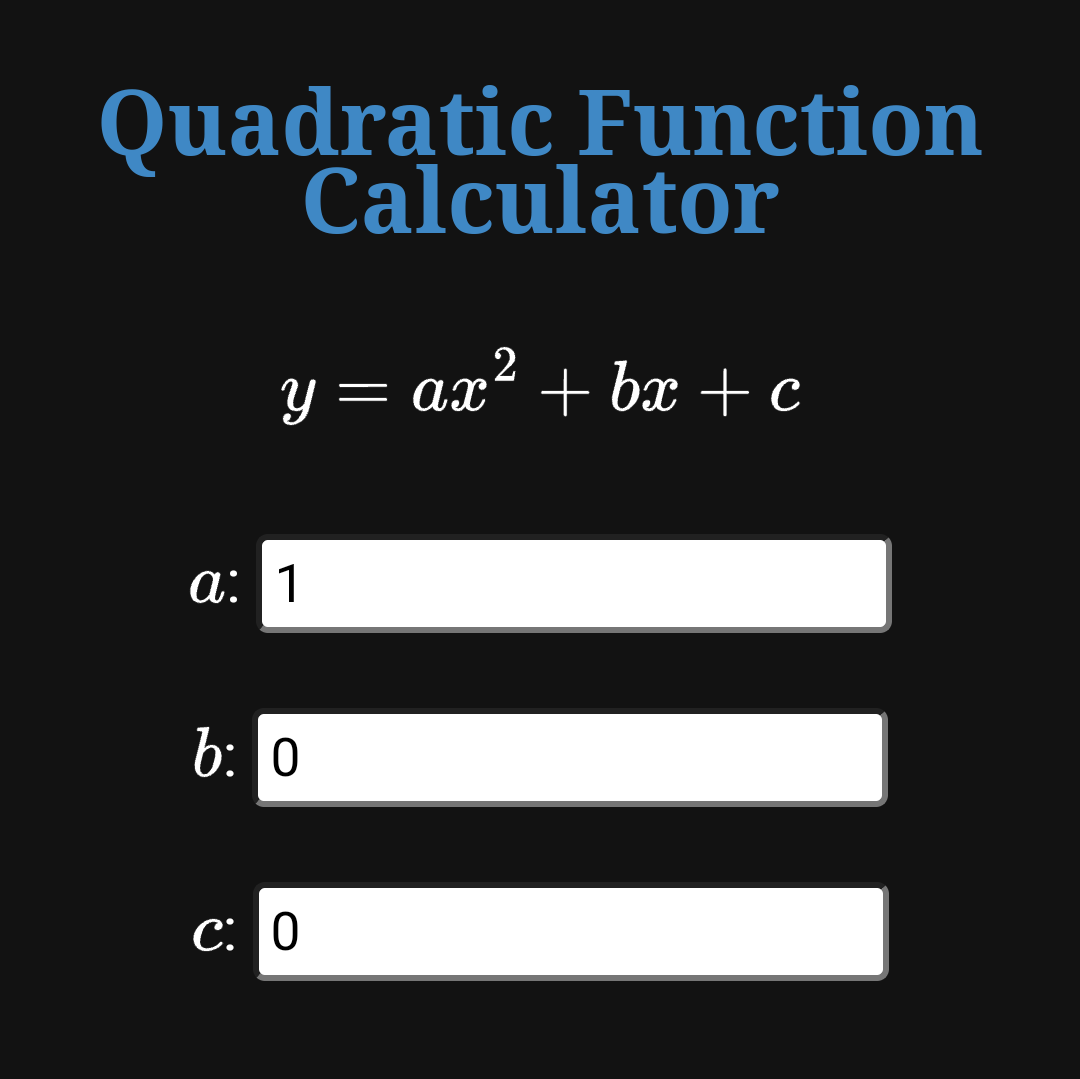 Quadratic Function
Calculator
y = ax² + bx + c
a: 1
b: 0
c: 0